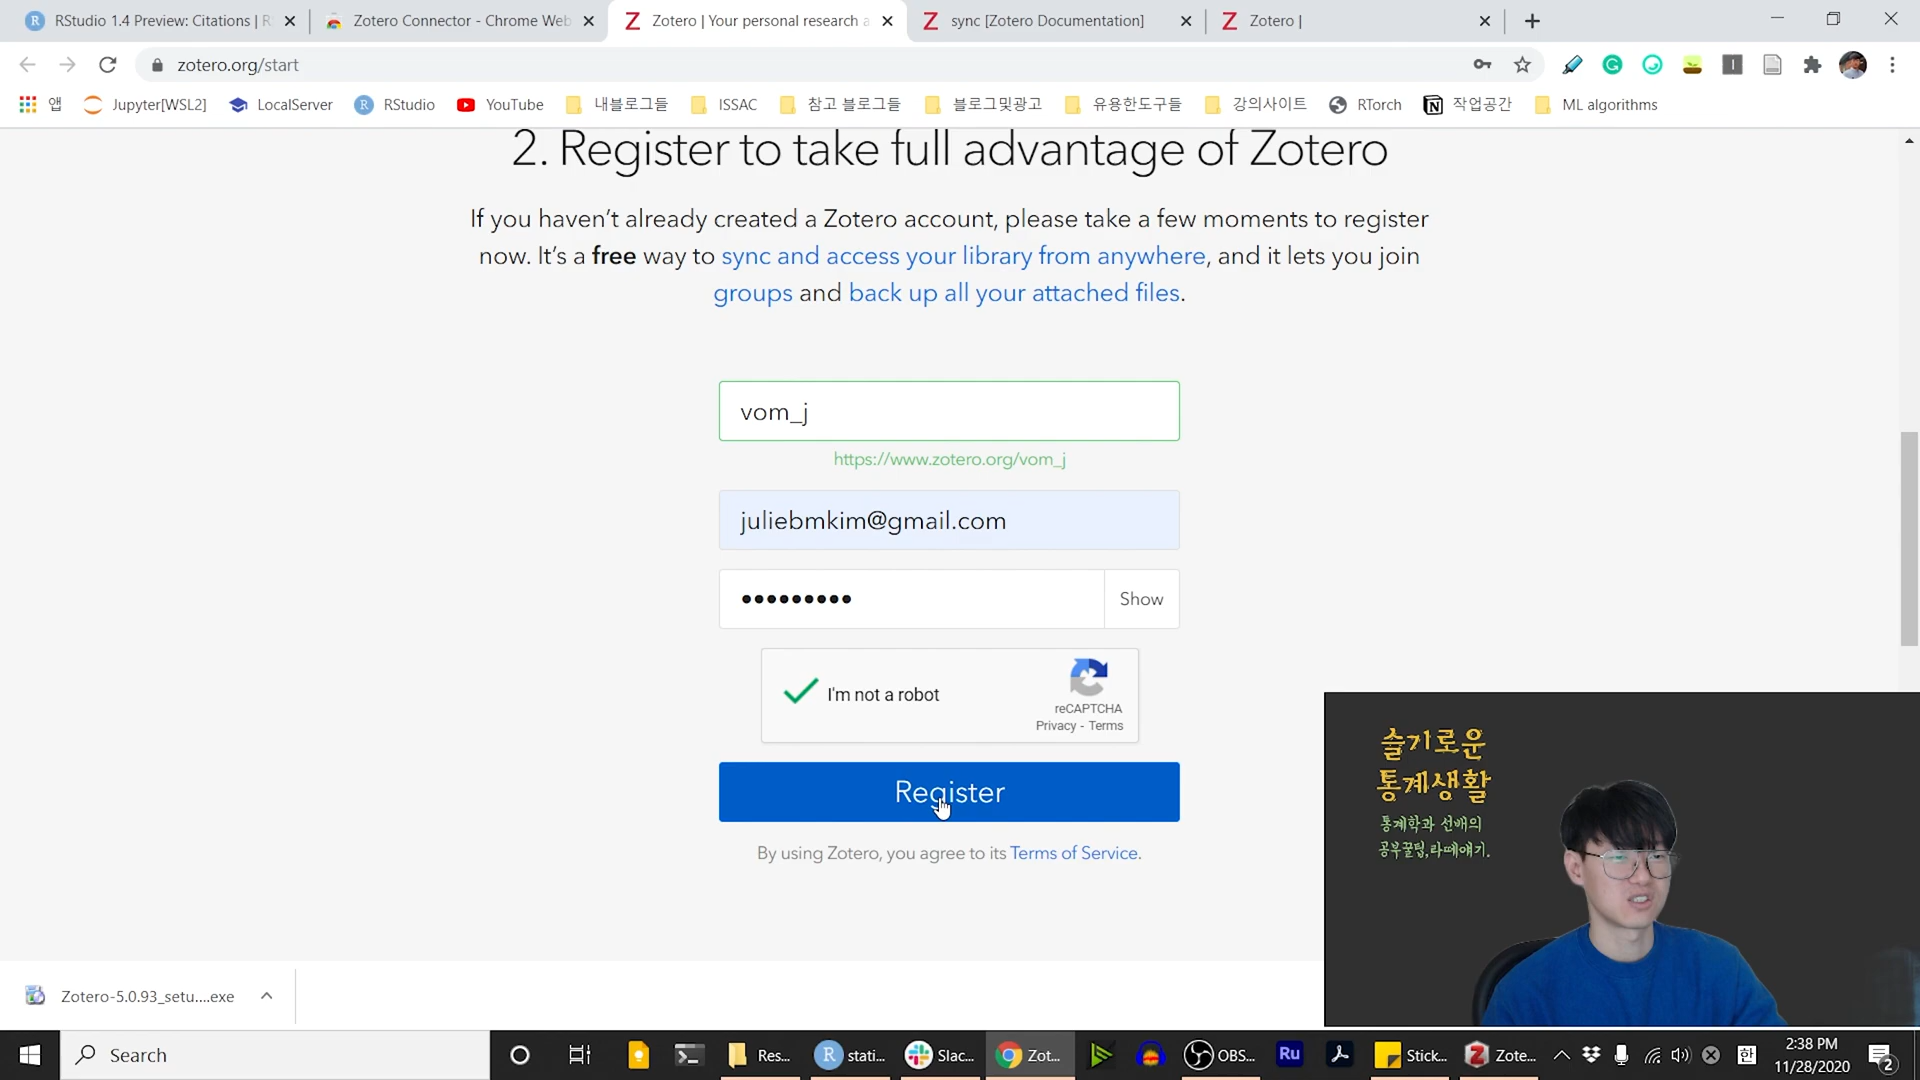 RStudio 1.4 Preview: Citations | R
Zotero Connector - Chrome Web
Zotero | Your personal research a
sync [Zotero Documentation]
Zotero |
zotero.org/start
앱
Jupyter[WSL2]
LocalServer
RStudio
YouTube
내블로그들
ISSAC
참고 블로그들
블로그및광고
유용한도구들
강의사이트
RTorch
작업공간
ML algorithms
2. Register to take full advantage of Zotero
If you haven't already created a Zotero account, please take a few moments to register
now. It's a free way to sync and access your library from anywhere, and it lets you join
groups and back up all your attached files.
vom_j
https://www.zotero.org/vom_j
juliebmkim@gmail.com
•••••••••
Show
I'm not a robot
reCAPTCHA
Privacy - Terms
Register
By using Zotero, you agree to its Terms of Service.
슬기로운
통계생활
통계학과 선배의
공부꿀팁,라떼얘기.
Zotero-5.0.93_setu....exe
Search
Res...
stati...
Slac...
Zot...
OBS...
Ru
Stick...
Zote...
한
2:38 PM
11/28/2020
2